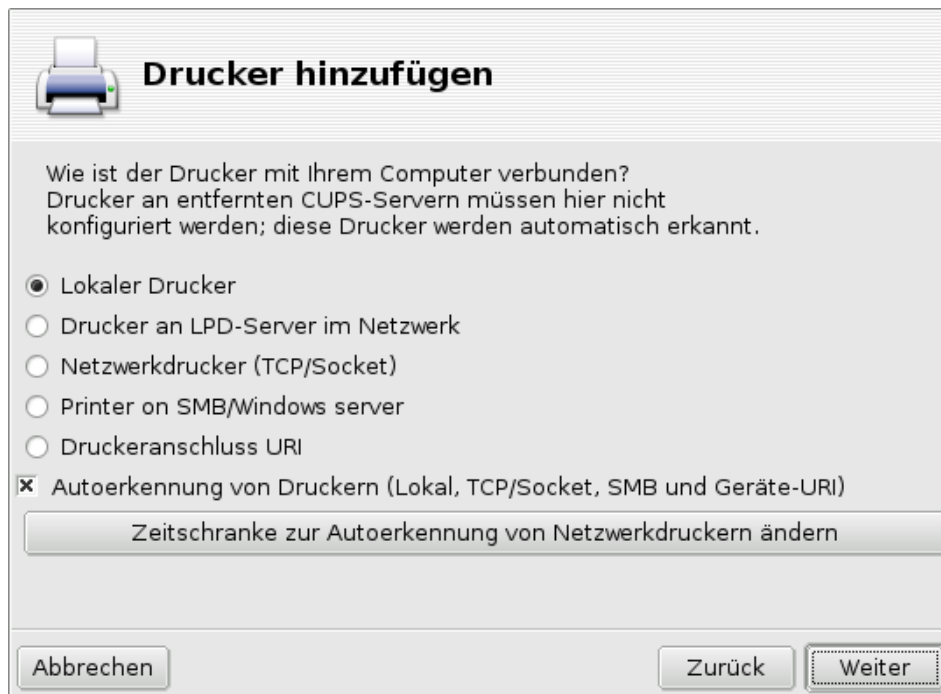 Drucker hinzufügen
Wie ist der Drucker mit Ihrem Computer verbunden?
Drucker an entfernten CUPS-Servern müssen hier nicht
konfiguriert werden; diese Drucker werden automatisch erkannt.
Lokaler Drucker
Drucker an LPD-Server im Netzwerk
Netzwerkdrucker (TCP/Socket)
Printer on SMB/Windows server
Druckeranschluss URI
Autoerkennung von Druckern (Lokal, TCP/Socket, SMB und Geräte-URI)
Zeitschranke zur Autoerkennung von Netzwerkdruckern ändern
Abbrechen
Zurück
Weiter